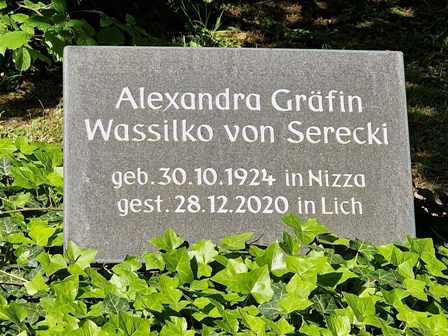 Alexandra Gräfin
Wassilko von Serecki
geb. 30.10.1924 in Nizza
gest. 28.12.2020 in Lich